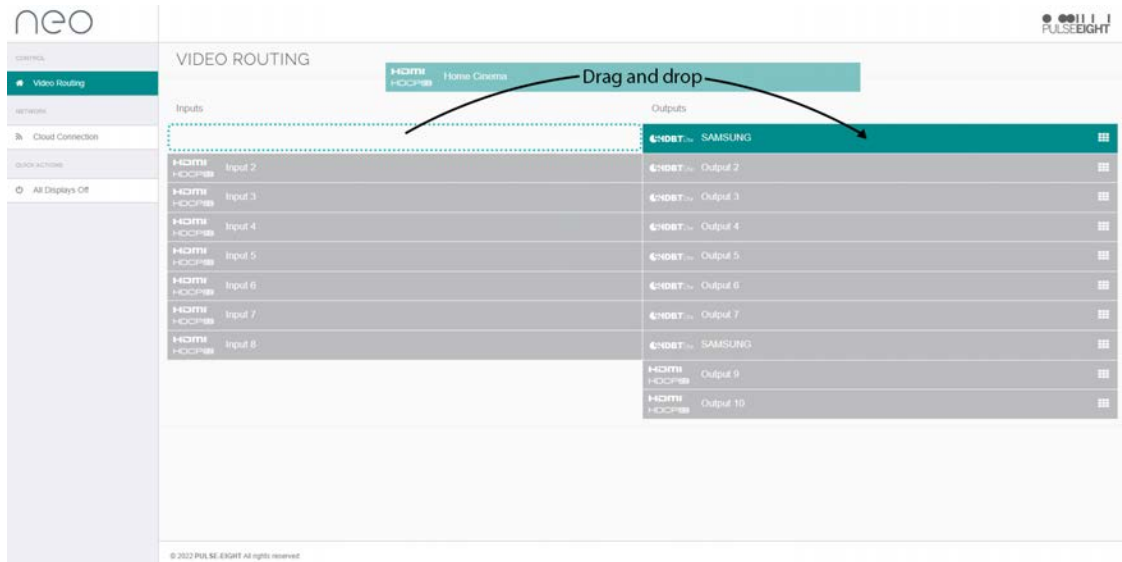 neo
PULSEEIGHT
CONTROL
Video Routing
NETWORK
Cloud Connection
QUICK ACTIONS
All Displays Off
VIDEO ROUTING
HDMI Home Cinema
HDCP
Drag and drop
Inputs
Outputs
HDBT SAMSUNG
HDMI Input 2
HDCP
HDBT Output 2
HDMI Input 3
HDCP
HDBT Output 3
HDMI Input 4
HDCP
HDBT Output 4
HDMI Input 5
HDCP
HDBT Output 5
HDMI Input 6
HDCP
HDBT Output 6
HDMI Input 7
HDCP
HDBT Output 7
HDMI Input 8
HDCP
HDBT SAMSUNG
HDMI Output 9
HDCP
HDMI Output 10
HDCP
© 2022 PULSE-EIGHT All rights reserved